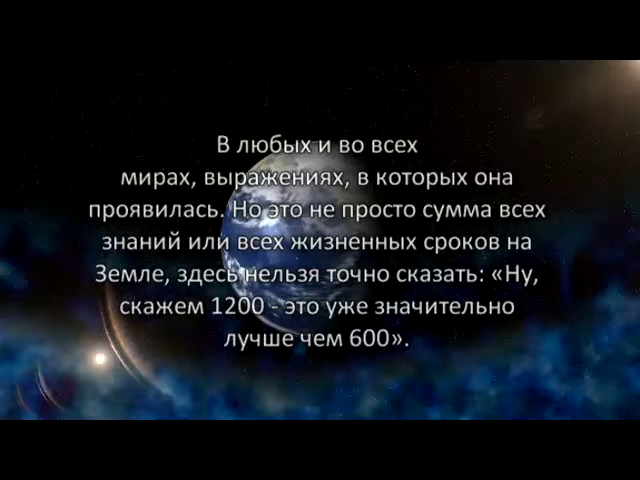 В любых и во всех
мирах, выражениях, в которых она
проявилась. Но это не просто сумма всех
знаний или всех жизненных сроков на
Земле, здесь нельзя точно сказать: «Ну,
скажем 1200 - это уже значительно
лучше чем 600».